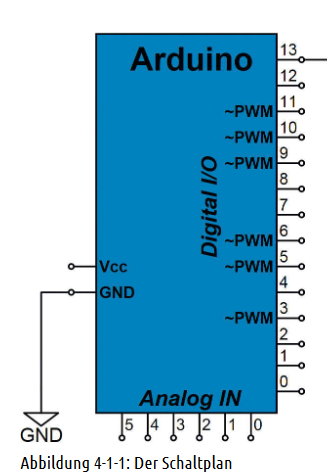 Arduino
13
12
~PWM 11
~PWM 10
~PWM 9
8
7
~PWM 6
~PWM 5
4
~PWM 3
2
1
0
Digital I/O
Vcc
GND
Analog IN
5 4 3 2 1 0
GND
Abbildung 4-1-1: Der Schaltplan